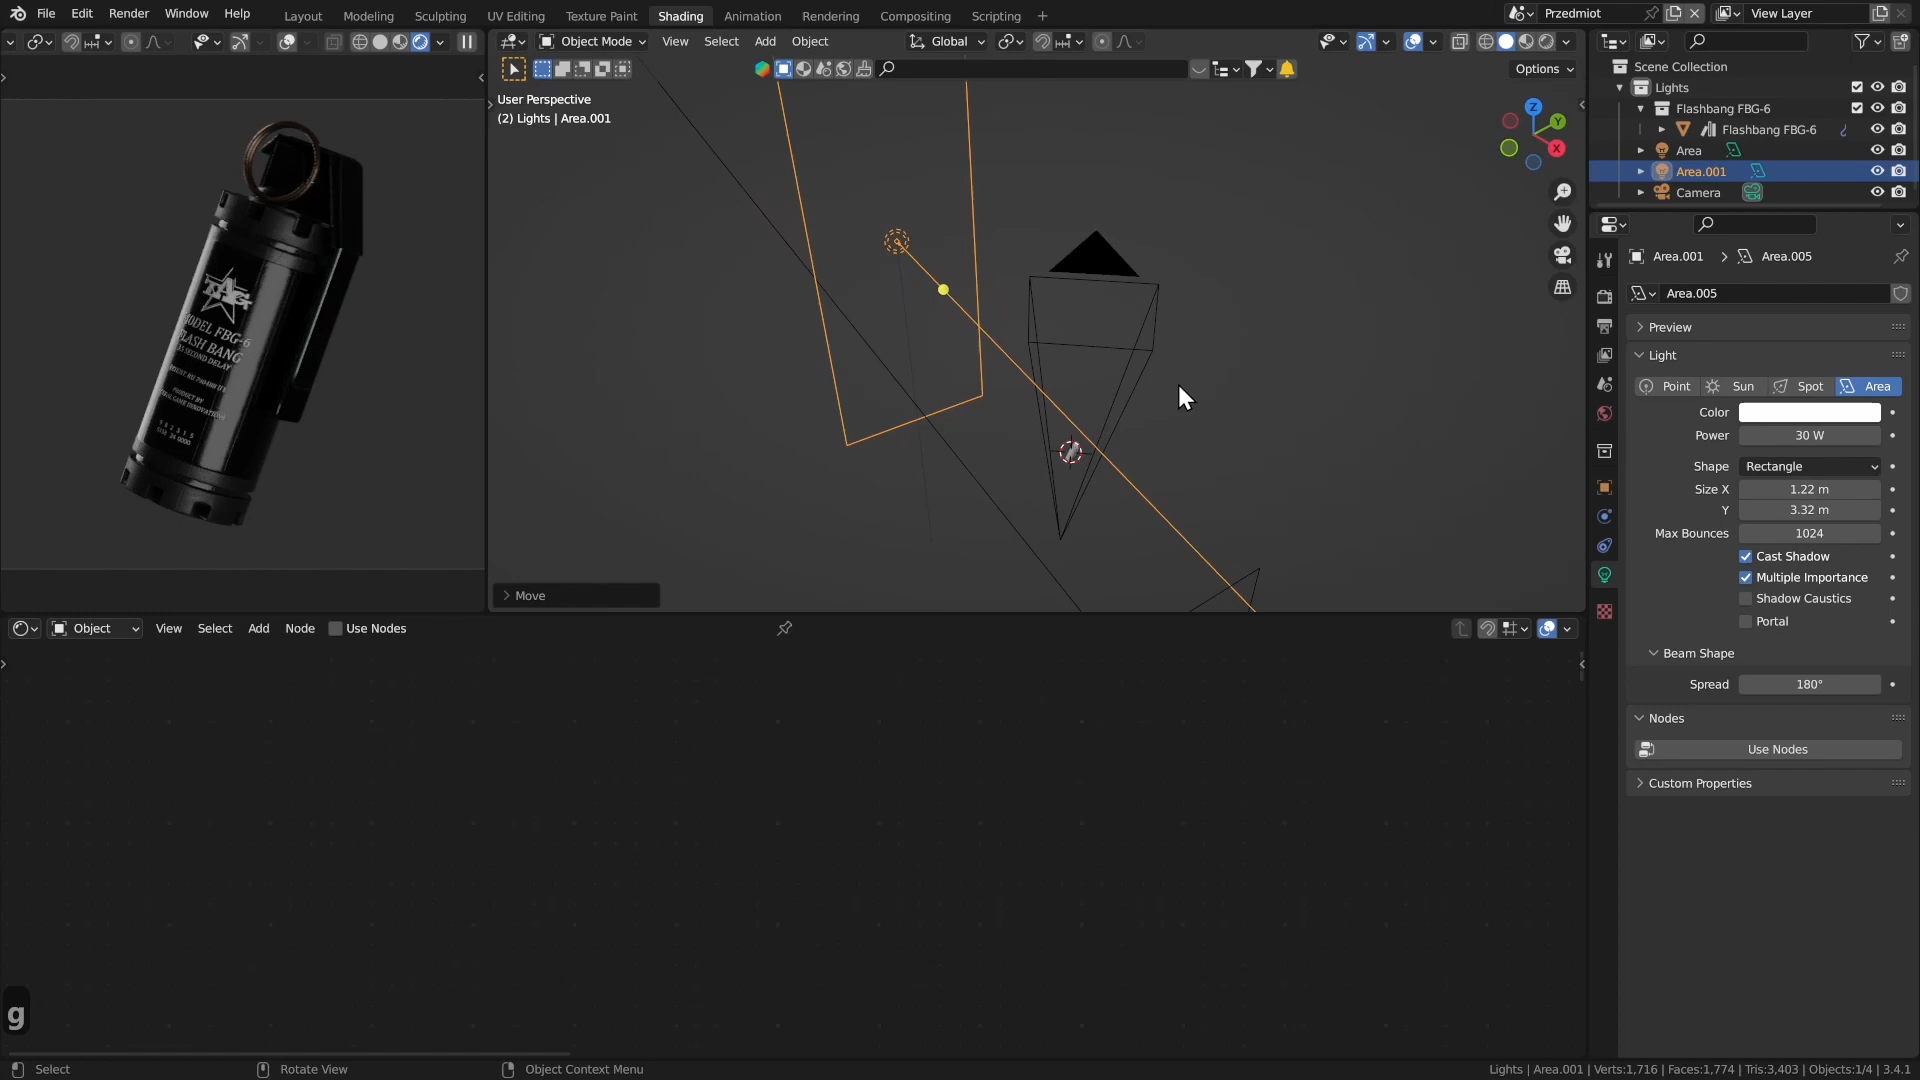 File Edit Render Window Help Layout Modeling Sculpting UV Editing Texture Paint Shading Animation Rendering Compositing Scripting + Przedmiot View Layer
Object Mode View Select Add Object Global
Options
User Perspective
(2) Lights | Area.001
Z
Y
X
TAG
MODEL FBG-6
FLASH BANG
Move
Scene Collection
Lights
Flashbang FBG-6
Flashbang FBG-6
Area
Area.001
Camera
Area.001 > Area.005
Area.005
Preview
Light
Point Sun Spot Area
Color
Power 30 W
Shape Rectangle
Size X 1.22 m
Y 3.32 m
Max Bounces 1024
Cast Shadow
Multiple Importance
Shadow Caustics
Portal
Beam Shape
Spread 180°
Nodes
Use Nodes
Custom Properties
Object View Select Add Node Use Nodes
g
Select Rotate View Object Context Menu Lights | Area.001 | Verts:1,716 | Faces:1,774 | Tris:3,403 | Objects:1/4 | 3.4.1